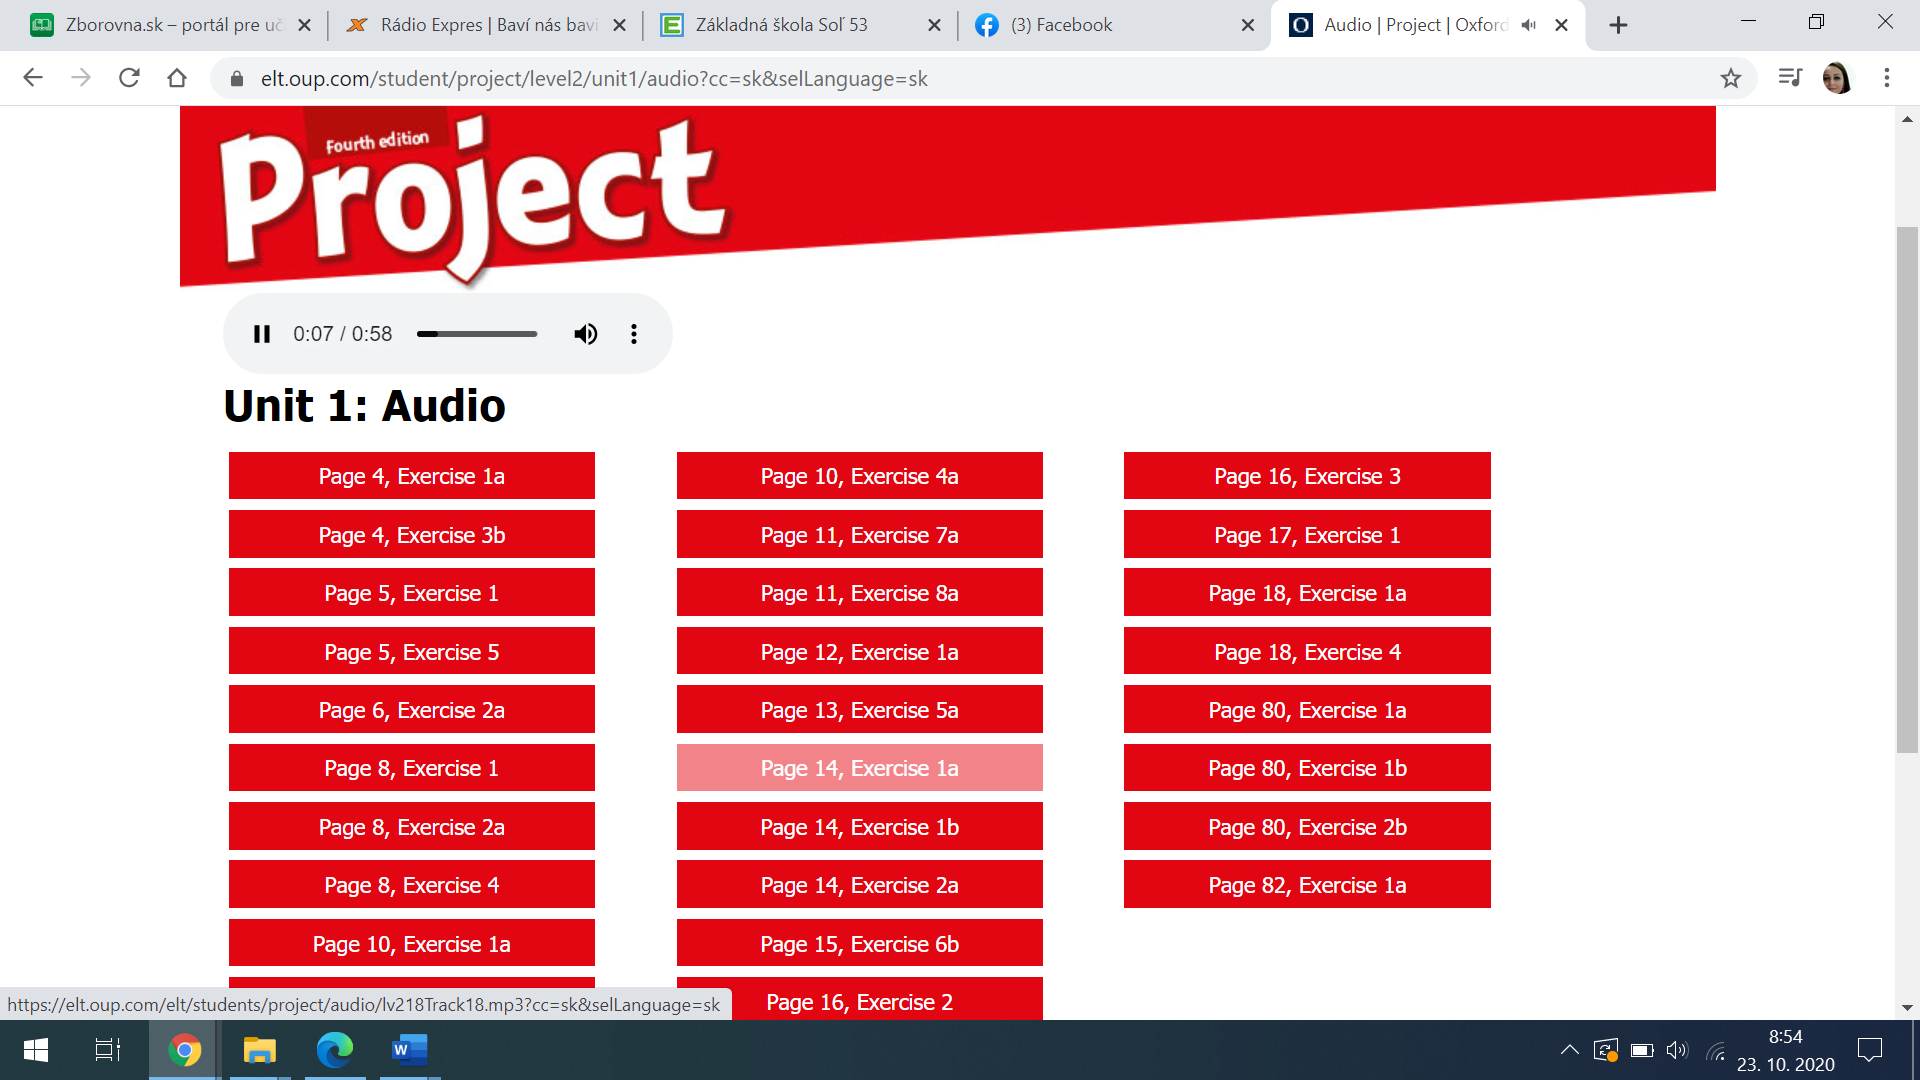 Zborovna.sk – portál pre uč
Rádio Expres | Baví nás bavi
Základná škola Soľ 53
(3) Facebook
Audio | Project | Oxford
elt.oup.com/student/project/level2/unit1/audio?cc=sk&selLanguage=sk
Fourth edition
Project
0:07 / 0:58
Unit 1: Audio
Page 4, Exercise 1a
Page 4, Exercise 3b
Page 5, Exercise 1
Page 5, Exercise 5
Page 6, Exercise 2a
Page 8, Exercise 1
Page 8, Exercise 2a
Page 8, Exercise 4
Page 10, Exercise 1a
Page 10, Exercise 4a
Page 11, Exercise 7a
Page 11, Exercise 8a
Page 12, Exercise 1a
Page 13, Exercise 5a
Page 14, Exercise 1a
Page 14, Exercise 1b
Page 14, Exercise 2a
Page 15, Exercise 6b
Page 16, Exercise 2
Page 16, Exercise 3
Page 17, Exercise 1
Page 18, Exercise 1a
Page 18, Exercise 4
Page 80, Exercise 1a
Page 80, Exercise 1b
Page 80, Exercise 2b
Page 82, Exercise 1a
https://elt.oup.com/elt/students/project/audio/lv218Track18.mp3?cc=sk&selLanguage=sk
8:54
23. 10. 2020